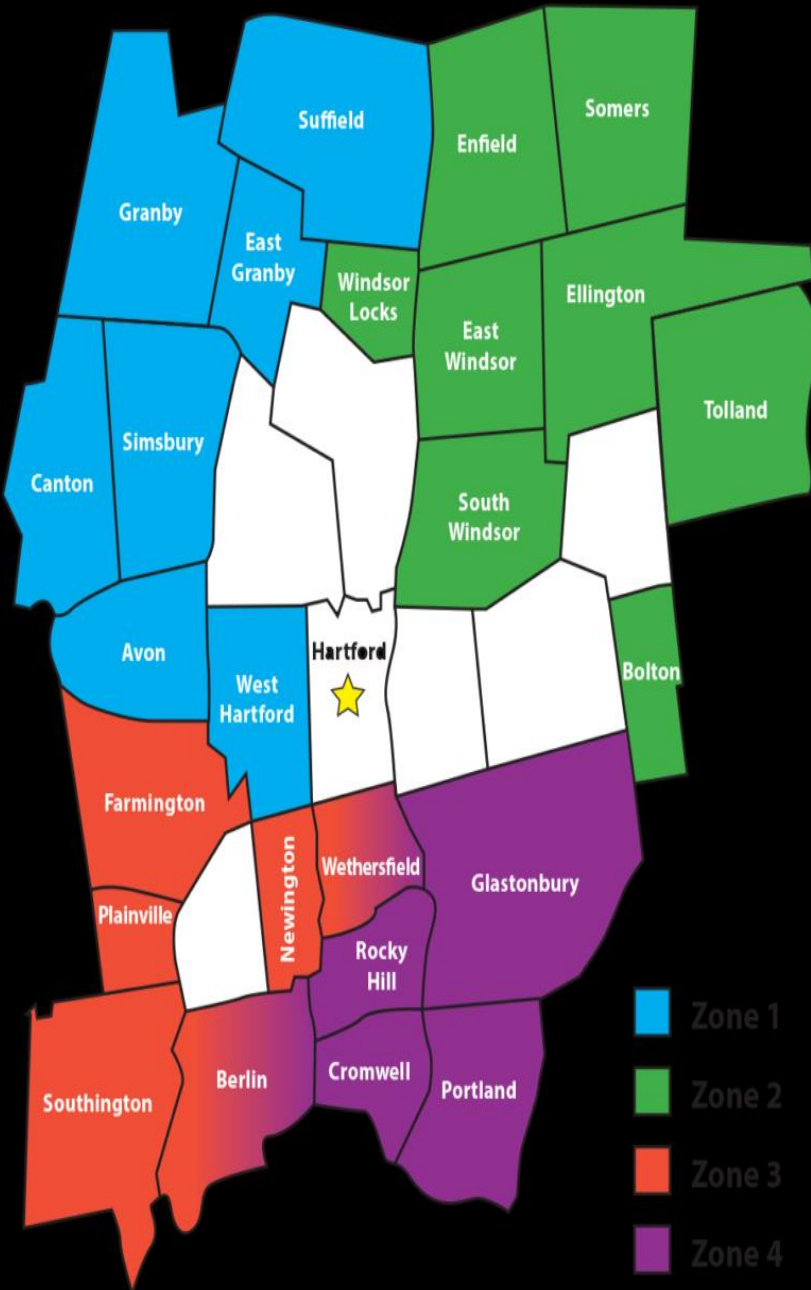 Suffield
Somers
Enfield
Granby
East
Granby
Windsor
Locks
Ellington
East
Windsor
Tolland
Simsbury
Canton
South
Windsor
Avon
Hartford
West
Hartford
Bolton
Farmington
Newington
Wethersfield
Glastonbury
Plainville
Rocky
Hill
Zone 1
Berlin
Cromwell
Portland
Southington
Zone 2
Zone 3
Zone 4